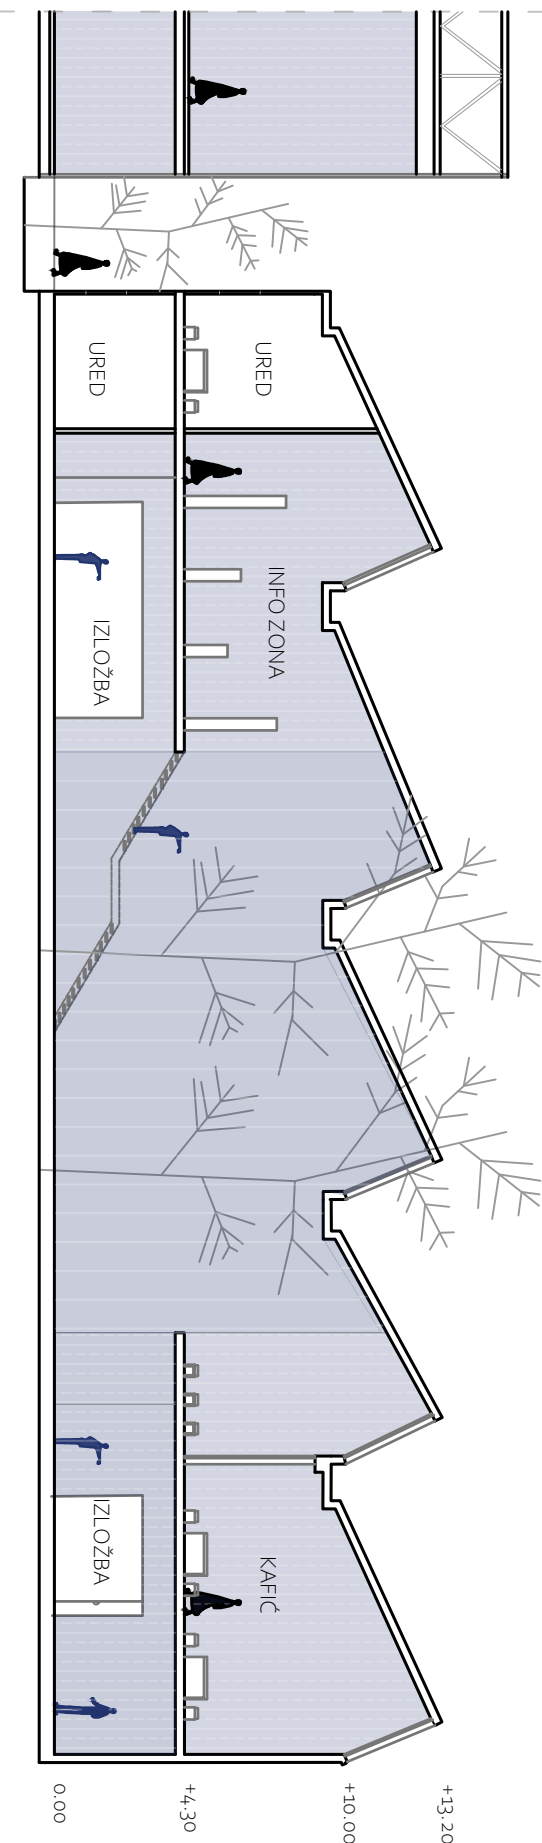 URED
URED
INFO ZONA
IZLOŽBA
KAFIĆ
IZLOŽBA
+13.20
+10.00
+4.30
0.00